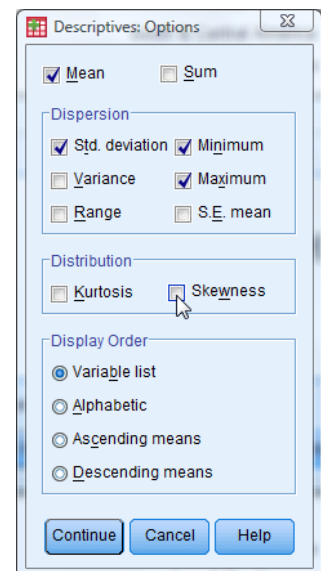 Descriptives: Options
Mean Sum
Dispersion
Std. deviation Minimum
Variance Maximum
Range S.E. mean
Distribution
Kurtosis Skewness
Display Order
Variable list
Alphabetic
Ascending means
Descending means
Continue Cancel Help